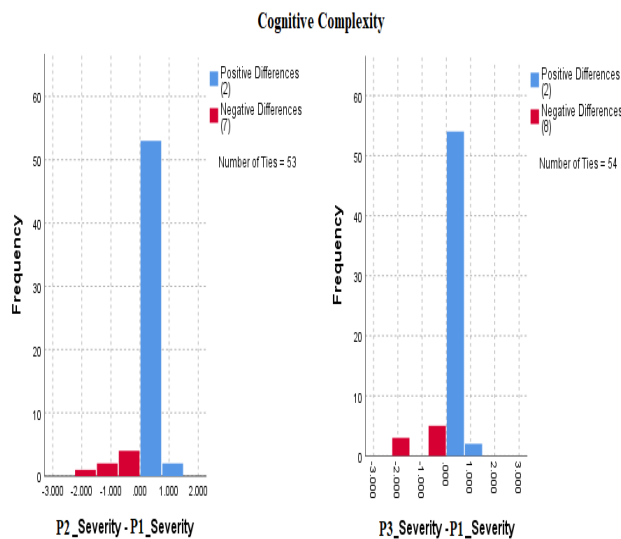 Cognitive Complexity
Positive Differences
(2)
Negative Differences
(7)
Number of Ties = 53
Frequency
60
50
40
30
20
10
0
-3.000 -2.000 -1.000 .000 1.000 2.000
P2_Severity - P1_Severity
Positive Differences
(2)
Negative Differences
(8)
Number of Ties = 54
Frequency
60
50
40
30
20
10
0
-3.000 -2.000 -1.000 .000 1.000 2.000 3.000
P3_Severity - P1_Severity